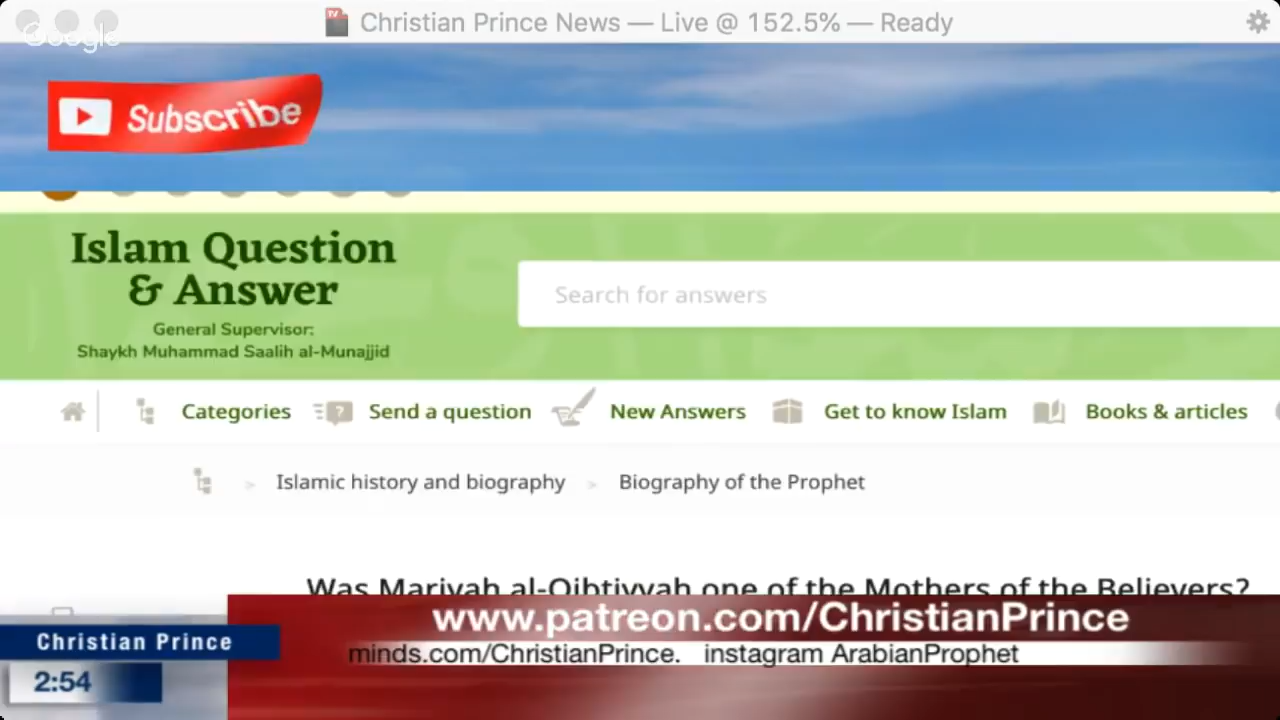 Christian Prince News — Live @ 152.5% — Ready
Google
Subscribe
Islam Question
& Answer
General Supervisor:
Shaykh Muhammad Saalih al-Munajjid
Search for answers
Categories
Send a question
New Answers
Get to know Islam
Books & articles
> Islamic history and biography > Biography of the Prophet
Was Mariyah al-Qibtiyyah one of the Mothers of the Believers?
www.patreon.com/ChristianPrince
Christian Prince
minds.com/ChristianPrince. instagram ArabianProphet
2:54